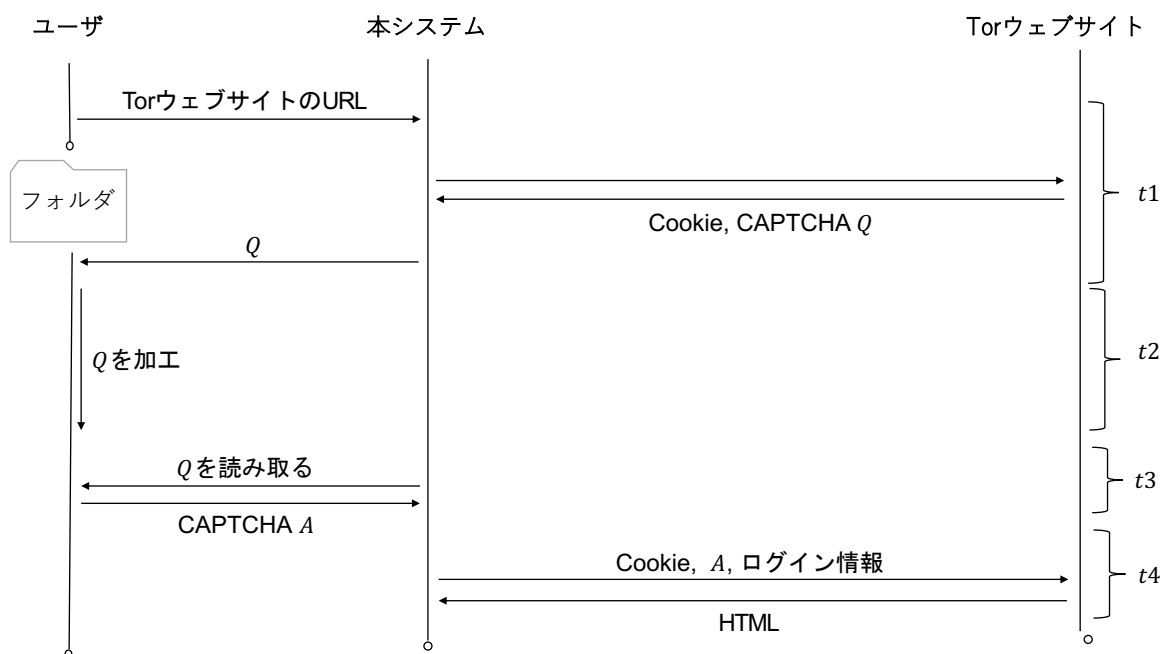 ユーザ
本システム
Torウェブサイト
TorウェブサイトのURL
フォルダ
t1
Cookie, CAPTCHA Q
Q
Qを加工
t2
Qを読み取る
t3
CAPTCHA A
Cookie, A, ログイン情報
t4
HTML